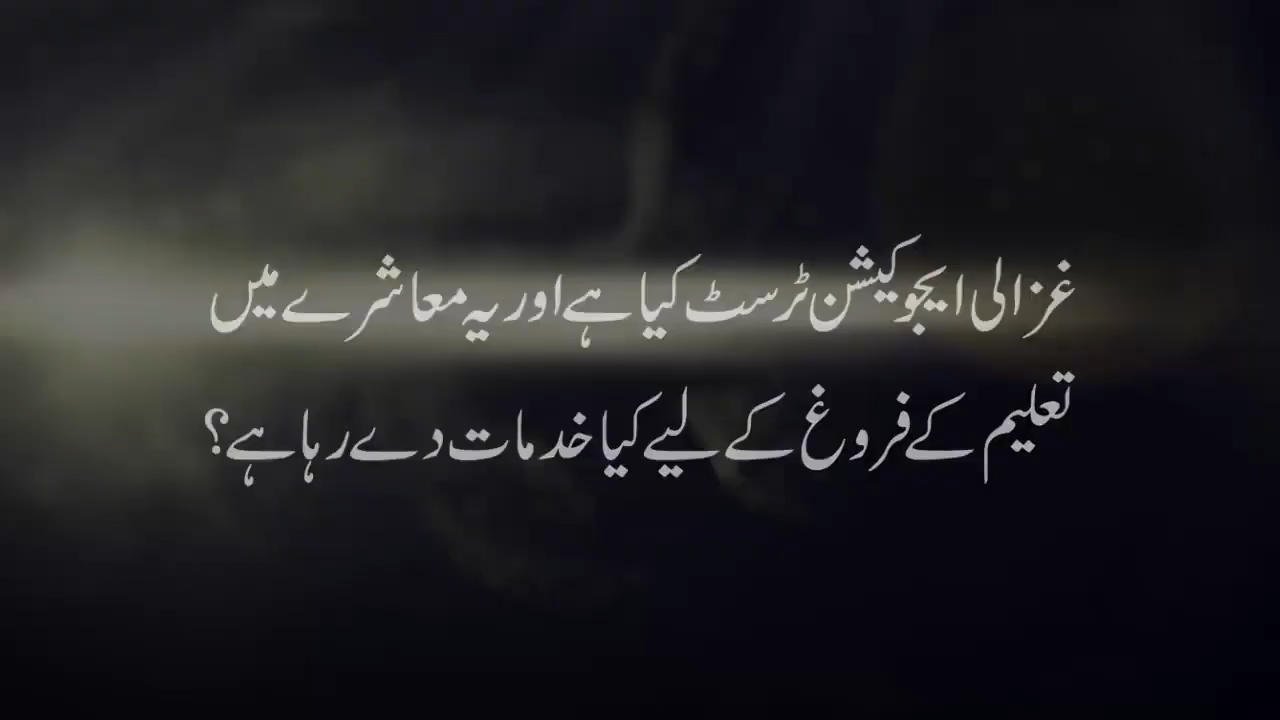 غزالی ایجوکیشن ٹرسٹ کیا ہے اور یہ معاشرے میں
تعلیم کے فروغ کے لیے کیا خدمات دے رہا ہے؟